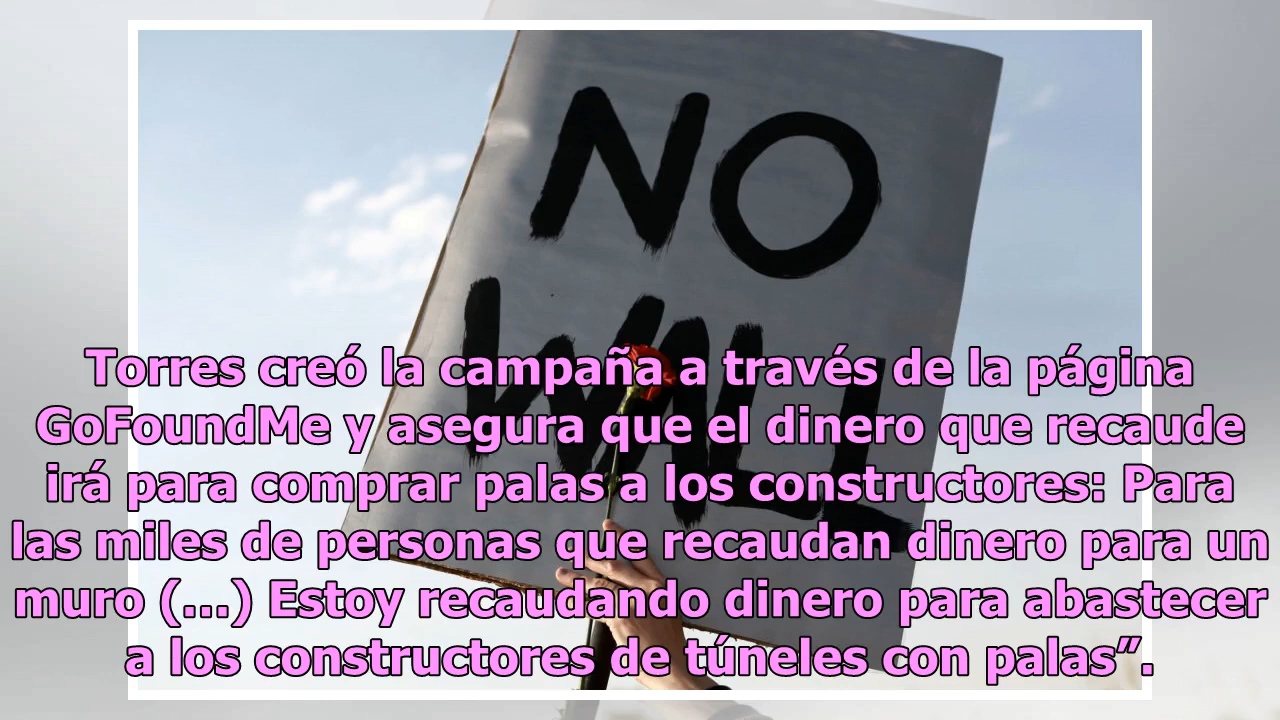 NO
WALL
Torres creó la campaña a través de la página
GoFoundMe y asegura que el dinero que recaude
irá para comprar palas a los constructores: Para
las miles de personas que recaudan dinero para un
muro (...) Estoy recaudando dinero para abastecer
a los constructores de túneles con palas”.